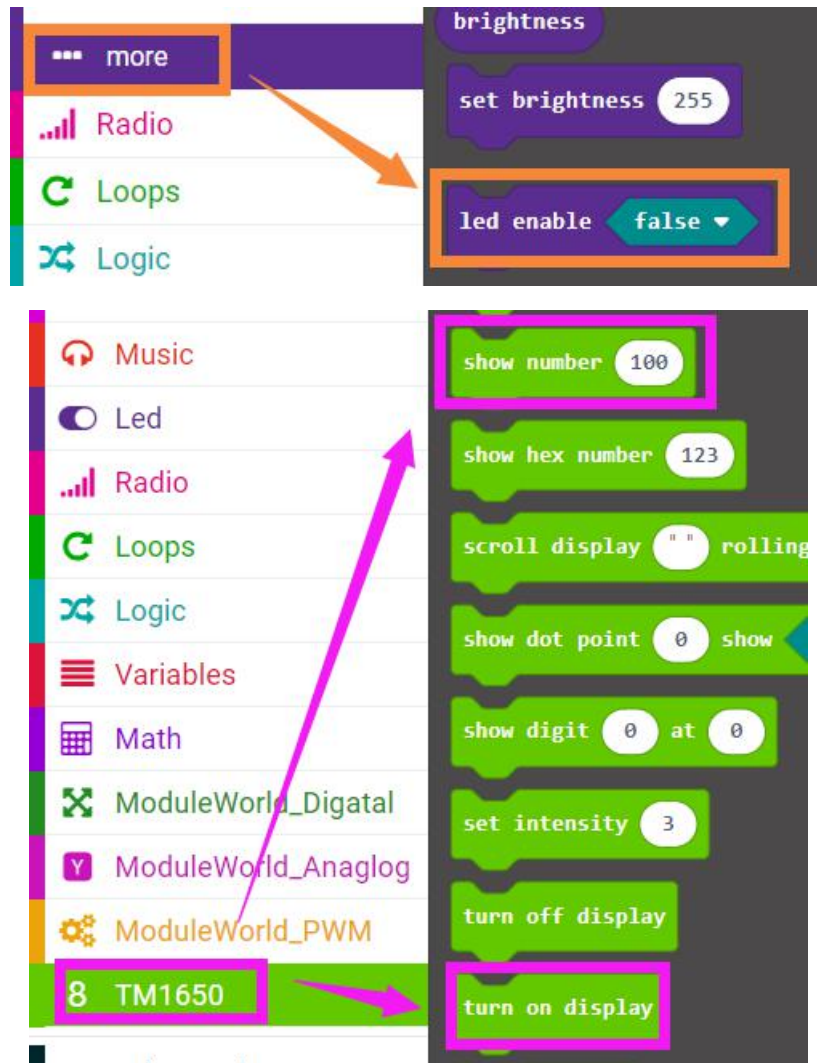 more
Radio
Loops
Logic
brightness
set brightness 255
led enable false
Music
Led
Radio
Loops
Logic
Variables
Math
ModuleWorld_Digatal
ModuleWorld_Anaglog
ModuleWorld_PWM
8 TM1650
show number 100
show hex number 123
scroll display " " rolling
show dot point 0 show
show digit 0 at 0
set intensity 3
turn off display
turn on display